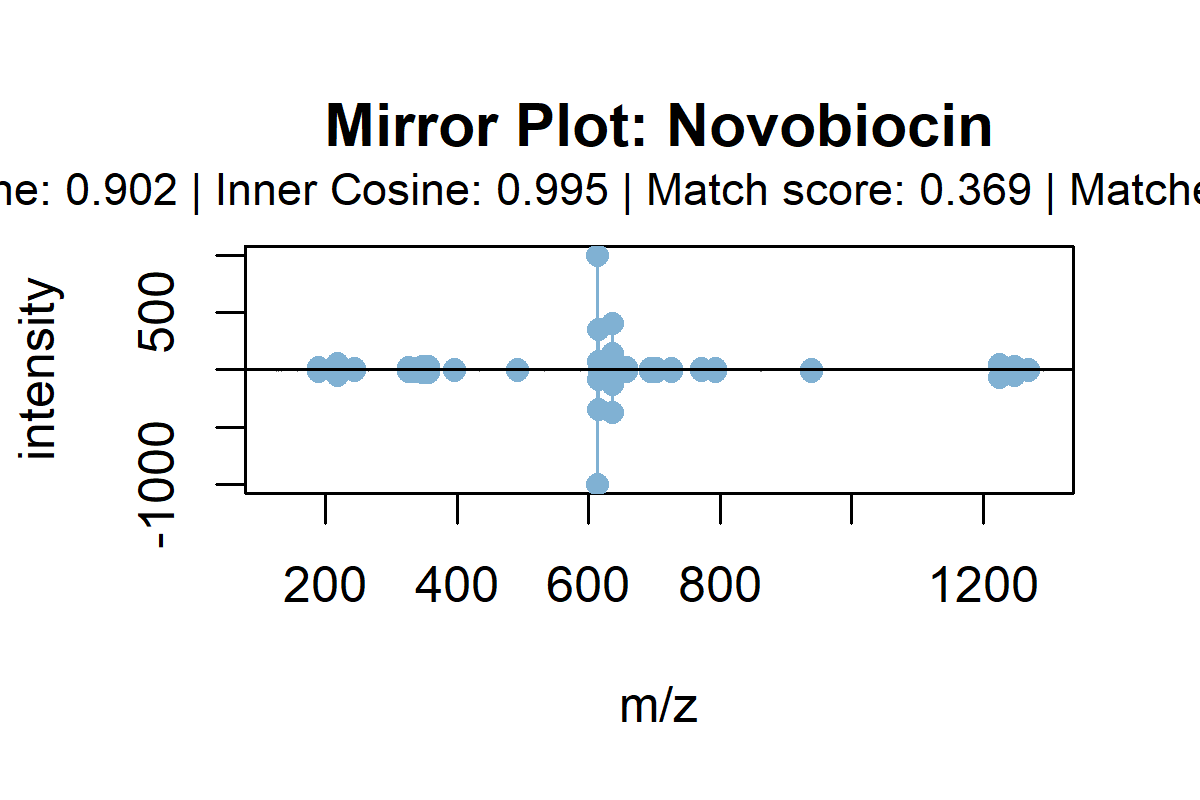 Mirror Plot: Novobiocin
ne: 0.902 | Inner Cosine: 0.995 | Match score: 0.369 | Matche
intensity
500
-1000
200 400 600 800 1200
m/z